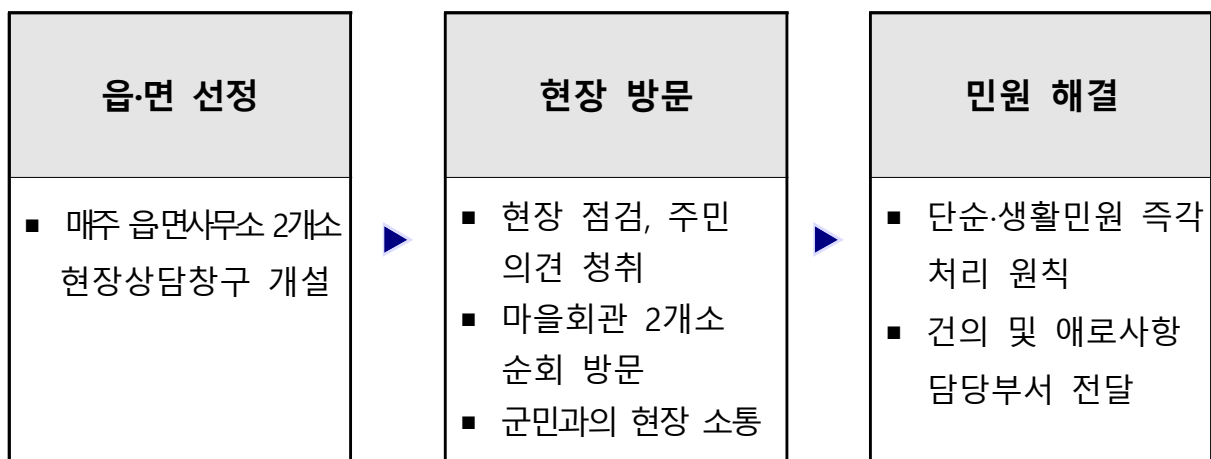 읍·면 선정
■ 매주 읍·면사무소 2개소
현장상담창구 개설
현장 방문
■ 현장 점검, 주민
의견 청취
■ 마을회관 2개소
순회 방문
■ 군민과의 현장 소통
민원 해결
■ 단순·생활민원 즉각
처리 원칙
■ 건의 및 애로사항
담당부서 전달